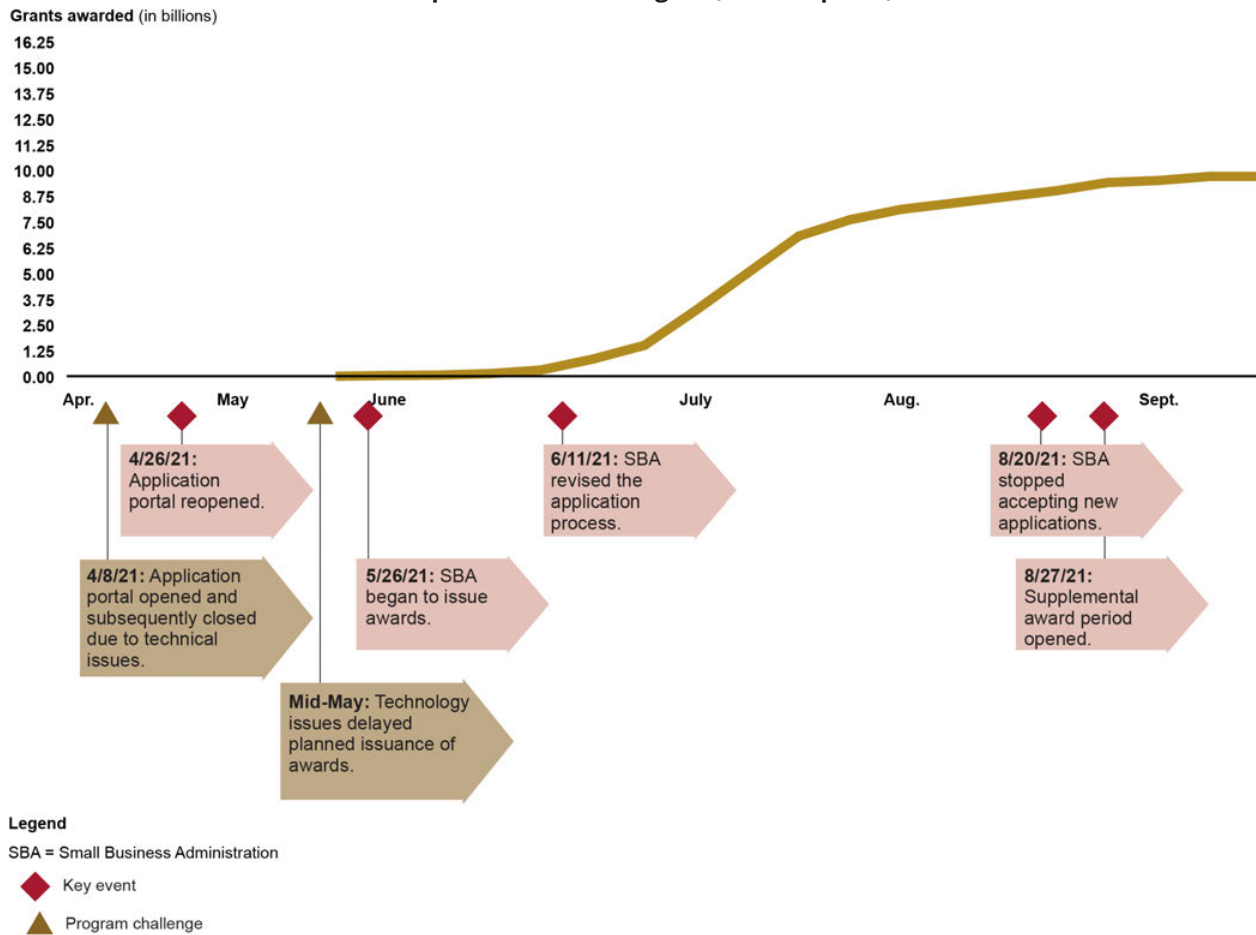 Grants awarded (in billions)
16.25
15.00
13.75
12.50
11.25
10.00
8.75
7.50
6.25
5.00
3.75
2.50
1.25
0.00
Apr. May June July Aug. Sept.
4/26/21:
Application
portal reopened.
4/8/21: Application
portal opened and
subsequently closed
due to technical
issues.
Mid-May: Technology
issues delayed
planned issuance of
awards.
5/26/21: SBA
began to issue
awards.
6/11/21: SBA
revised the
application
process.
8/20/21: SBA
stopped
accepting new
applications.
8/27/21:
Supplemental
award period
opened.
Legend
SBA = Small Business Administration
Key event
Program challenge